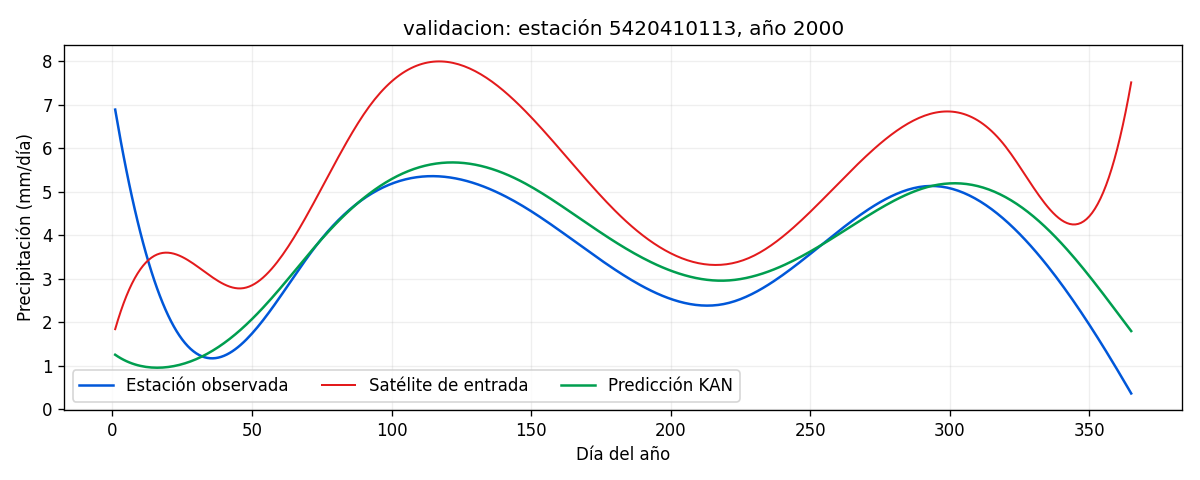 validacion: estación 5420410113, año 2000
Precipitación (mm/día)
8
7
6
5
4
3
2
1
0
Estación observada
Satélite de entrada
Predicción KAN
0 50 100 150 200 250 300 350
Día del año